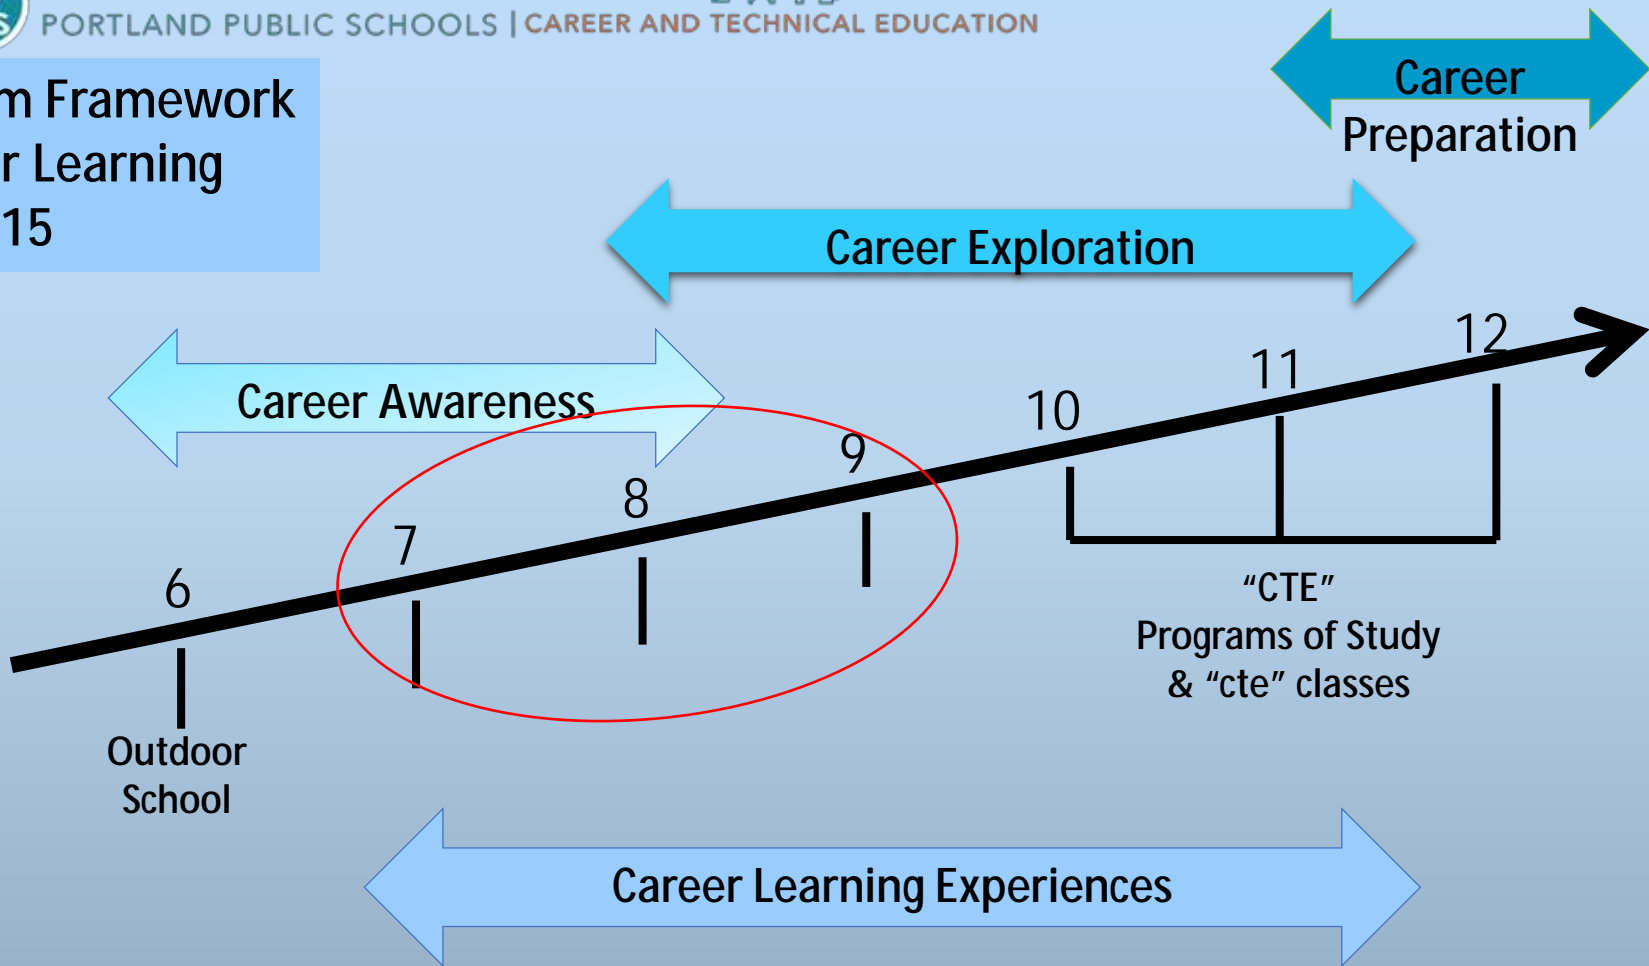 PORTLAND PUBLIC SCHOOLS | CAREER AND TECHNICAL EDUCATION
Framework
Learning
15
Career
Preparation
Career Exploration
Career Awareness
6
7
8
9
10
11
12
Outdoor
School
“CTE”
Programs of Study
& “cte” classes
Career Learning Experiences